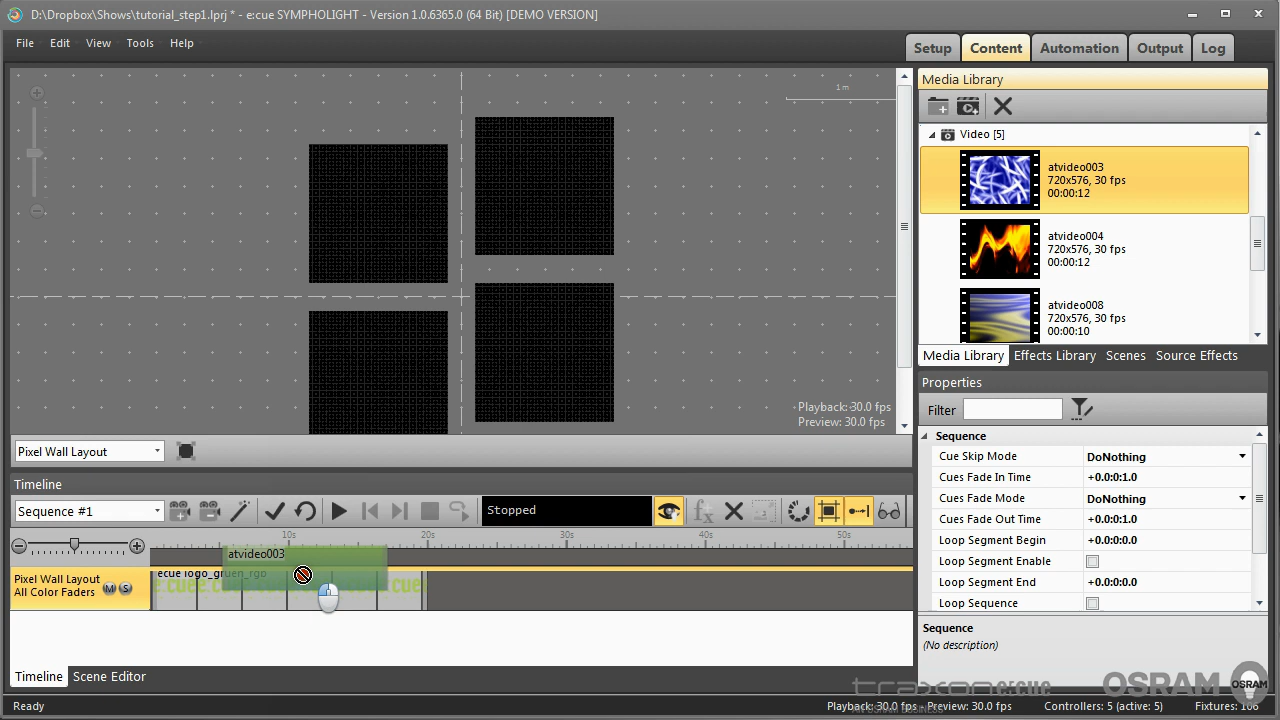 D:\Dropbox\Shows\tutorial_step1.lprj * - e:cue SYMPHOLIGHT - Version 1.0.6365.0 (64 Bit) [DEMO VERSION]
File Edit View Tools Help
Setup Content Automation Output Log
1 m
Playback: 30.0 fps
Preview: 30.0 fps
Media Library
Video [5]
atvideo003
720x576, 30 fps
00:00:12
atvideo004
720x576, 30 fps
00:00:12
atvideo008
720x576, 30 fps
00:00:10
Media Library Effects Library Scenes Source Effects
Properties
Filter
Sequence
Cue Skip Mode DoNothing
Cues Fade In Time +0.0:0:1.0
Cues Fade Mode DoNothing
Cues Fade Out Time +0.0:0:1.0
Loop Segment Begin +0.0:0:0.0
Loop Segment Enable
Loop Segment End +0.0:0:0.0
Loop Sequence
Sequence
(No description)
Pixel Wall Layout
Timeline
Sequence #1
Stopped
fx
10s 20s 30s 40s 50s
atvideo003
Pixel Wall Layout
All Color Faders
M S
ecue logo_gruen_rgb
Timeline Scene Editor
traxon e:cue
OSRAM
OSRAM
Ready
Playback: 30.0 fps Preview: 30.0 fps Controllers: 5 (active: 5) Fixtures: 106